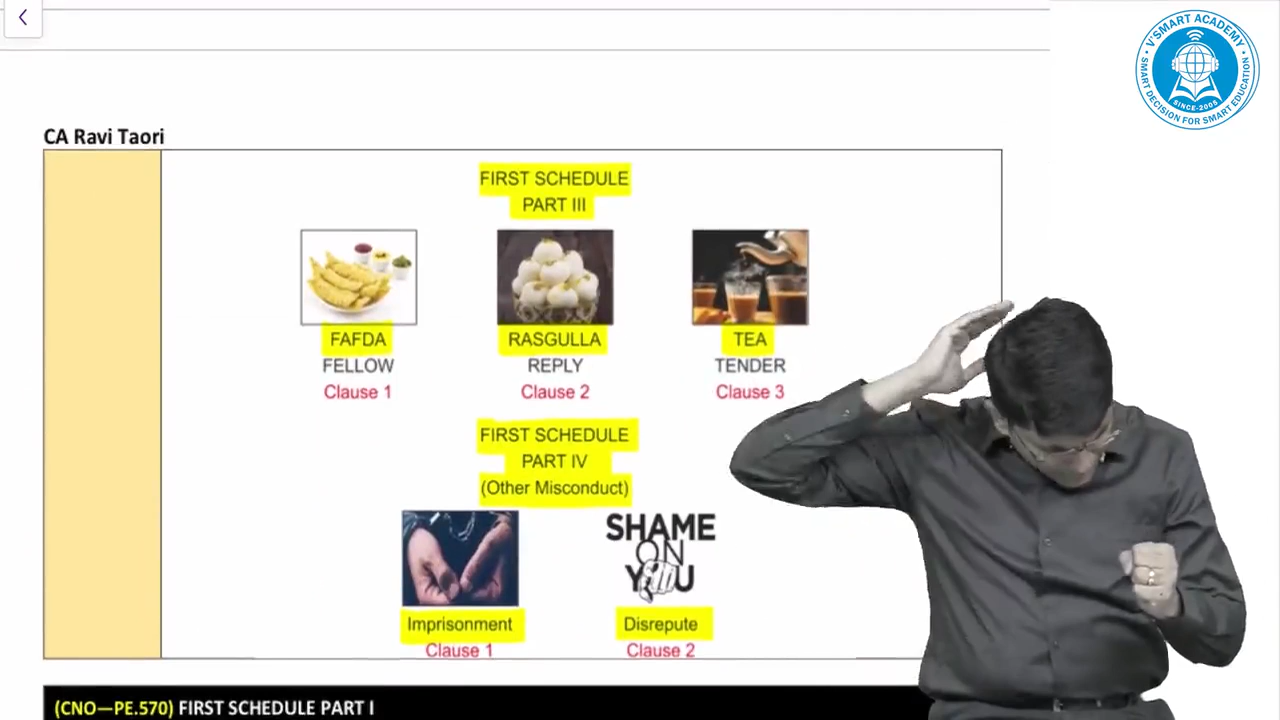 V'SMART ACADEMY
SMART DECISION FOR SMART EDUCATION
SINCE-2005
CA Ravi Taori
FIRST SCHEDULE
PART III
FAFDA RASGULLA TEA
FELLOW REPLY TENDER
Clause 1 Clause 2 Clause 3
FIRST SCHEDULE
PART IV
(Other Misconduct)
SHAME
ON
YOU
Imprisonment Disrepute
Clause 1 Clause 2
(CNO—PE.570) FIRST SCHEDULE PART I